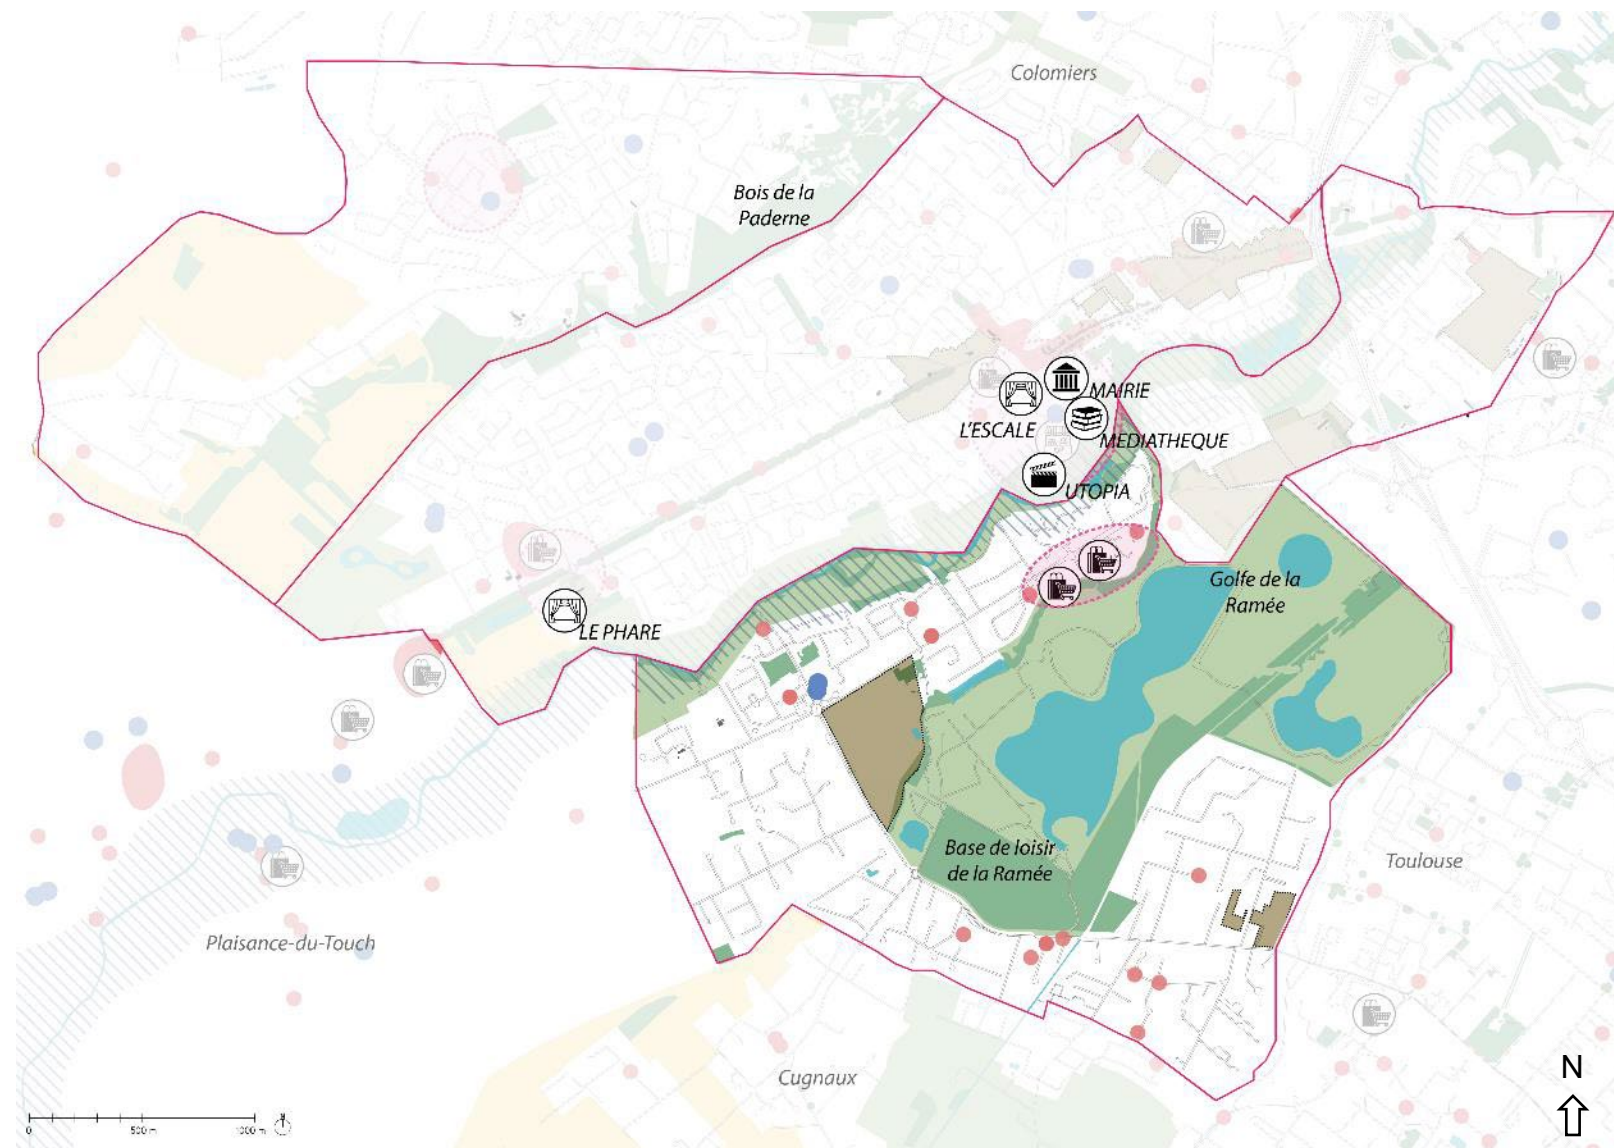 Colomiers
Bois de la
Paderne
MAIRIE
L'ESCALE
MEDIATHEQUE
UTOPIA
Golfe de la
Ramée
LE PHARE
Base de loisir
de la Ramée
Toulouse
Plaisance-du-Touch
Cugnaux
N
0 500 m 1000 m